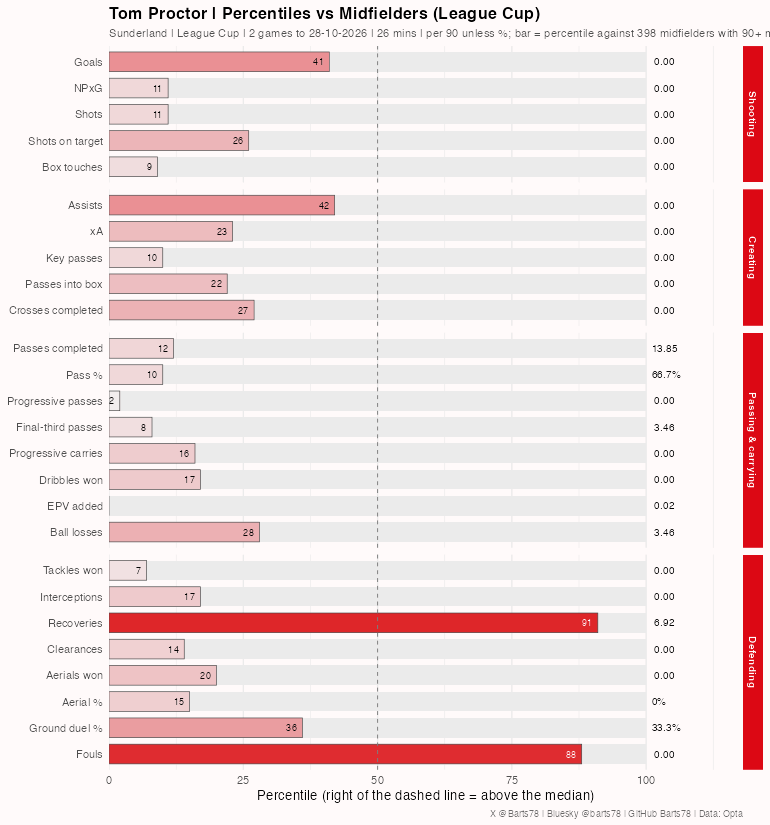 Tom Proctor | Percentiles vs Midfielders (League Cup)
Sunderland | League Cup | 2 games to 28-10-2026 | 26 mins | per 90 unless %; bar = percentile against 398 midfielders with 90+ m
Goals 41 0.00
NPxG 11 0.00
Shots 11 0.00
Shots on target 26 0.00
Box touches 9 0.00
Shooting
Assists 42 0.00
xA 23 0.00
Key passes 10 0.00
Passes into box 22 0.00
Crosses completed 27 0.00
Creating
Passes completed 12 13.85
Pass % 10 66.7%
Progressive passes 2 0.00
Final-third passes 8 3.46
Progressive carries 16 0.00
Dribbles won 17 0.00
EPV added 0.02
Ball losses 28 3.46
Passing & carrying
Tackles won 7 0.00
Interceptions 17 0.00
Recoveries 91 6.92
Clearances 14 0.00
Aerials won 20 0.00
Aerial % 15 0%
Ground duel % 36 33.3%
Fouls 88 0.00
Defending
0 25 50 75 100
Percentile (right of the dashed line = above the median)
X @Barts78 | Bluesky @barts78 | GitHub Barts78 | Data: Opta